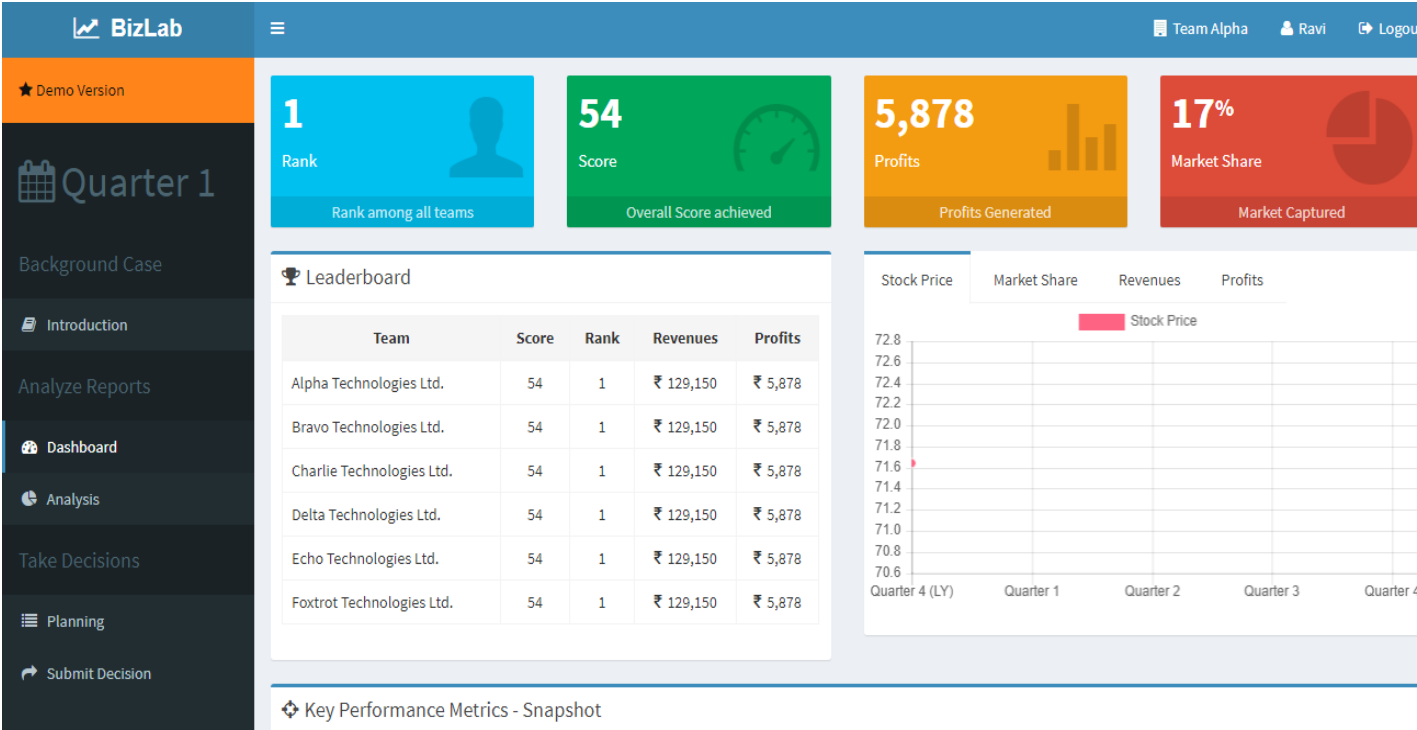 BizLab
Team Alpha Ravi
Demo Version
Quarter 1
Background Case
Introduction
Analyze Reports
Dashboard
Analysis
Take Decisions
Planning
Submit Decision
1
Rank
Rank among all teams
54
Score
Overall Score achieved
5,878
Profits
Profits Generated
17%
Market Share
Market Captured
Leaderboard
Team Score Rank Revenues Profits
Alpha Technologies Ltd. 54 1 ₹ 129,150 ₹ 5,878
Bravo Technologies Ltd. 54 1 ₹ 129,150 ₹ 5,878
Charlie Technologies Ltd. 54 1 ₹ 129,150 ₹ 5,878
Delta Technologies Ltd. 54 1 ₹ 129,150 ₹ 5,878
Echo Technologies Ltd. 54 1 ₹ 129,150 ₹ 5,878
Foxtrot Technologies Ltd. 54 1 ₹ 129,150 ₹ 5,878
Stock Price Market Share Revenues Profits
Stock Price
72.8
72.6
72.4
72.2
72.0
71.8
71.6
71.4
71.2
71.0
70.8
70.6
Quarter 4 (LY) Quarter 1 Quarter 2 Quarter 3 Quarter 4
Key Performance Metrics - Snapshot